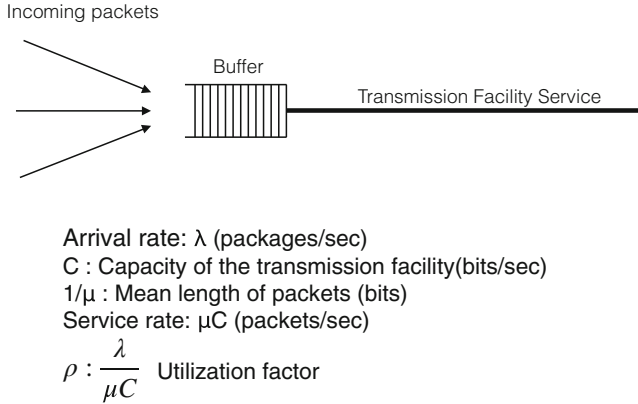 Incoming packets
Buffer
Transmission Facility Service
Arrival rate: λ (packages/sec)
C : Capacity of the transmission facility(bits/sec)
1/μ : Mean length of packets (bits)
Service rate: μC (packets/sec)
ρ : λ/μC Utilization factor